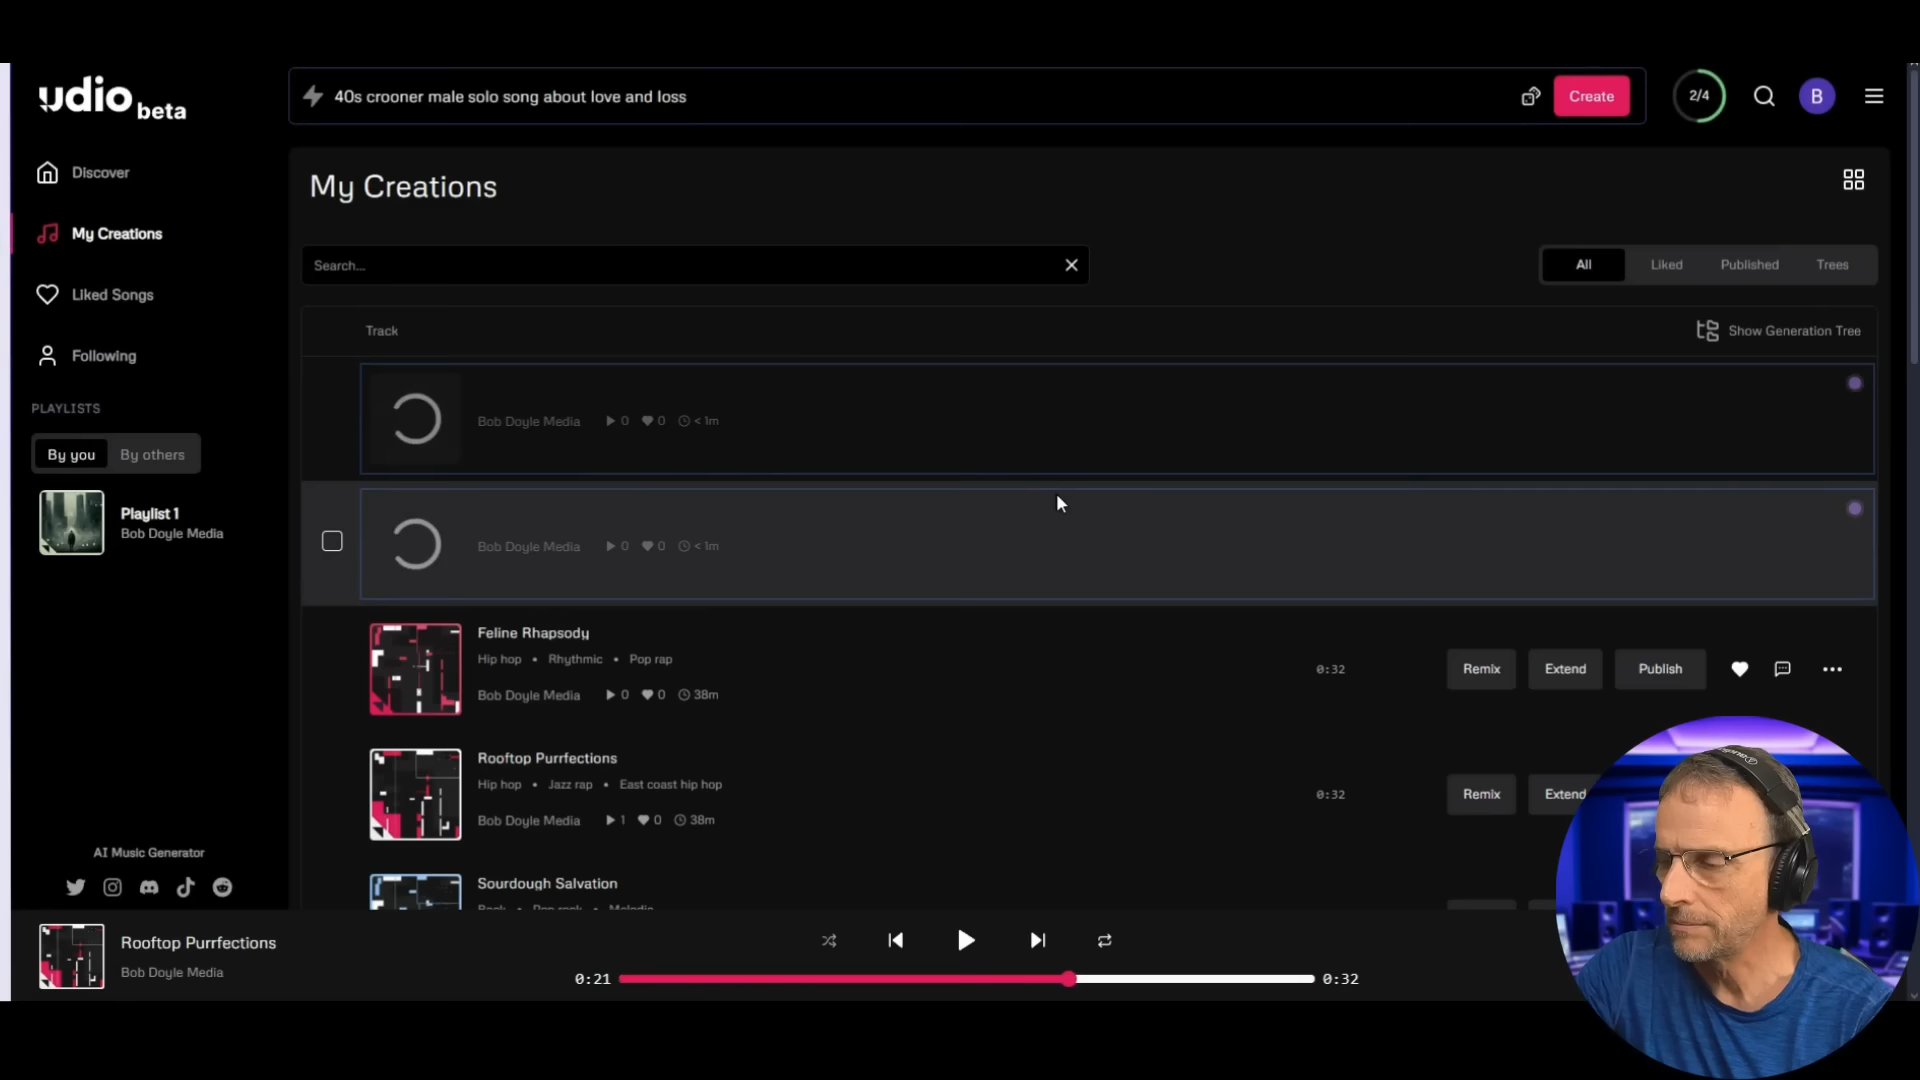 udio beta
40s crooner male solo song about love and loss
Create
2/4
B
Discover
My Creations
Liked Songs
Following
PLAYLISTS
By you
By others
Playlist 1
Bob Doyle Media
AI Music Generator
My Creations
Search...
All
Liked
Published
Trees
Track
Show Generation Tree
Bob Doyle Media 0 0 < 1m
Bob Doyle Media 0 0 < 1m
Feline Rhapsody
Hip hop • Rhythmic • Pop rap
Bob Doyle Media 0 0 38m
0:32
Remix
Extend
Publish
Rooftop Purrfections
Hip hop • Jazz rap • East coast hip hop
Bob Doyle Media 1 0 38m
0:32
Remix
Extend
Sourdough Salvation
Rock • Pop rock • Melodic
Rooftop Purrfections
Bob Doyle Media
0:21
0:32